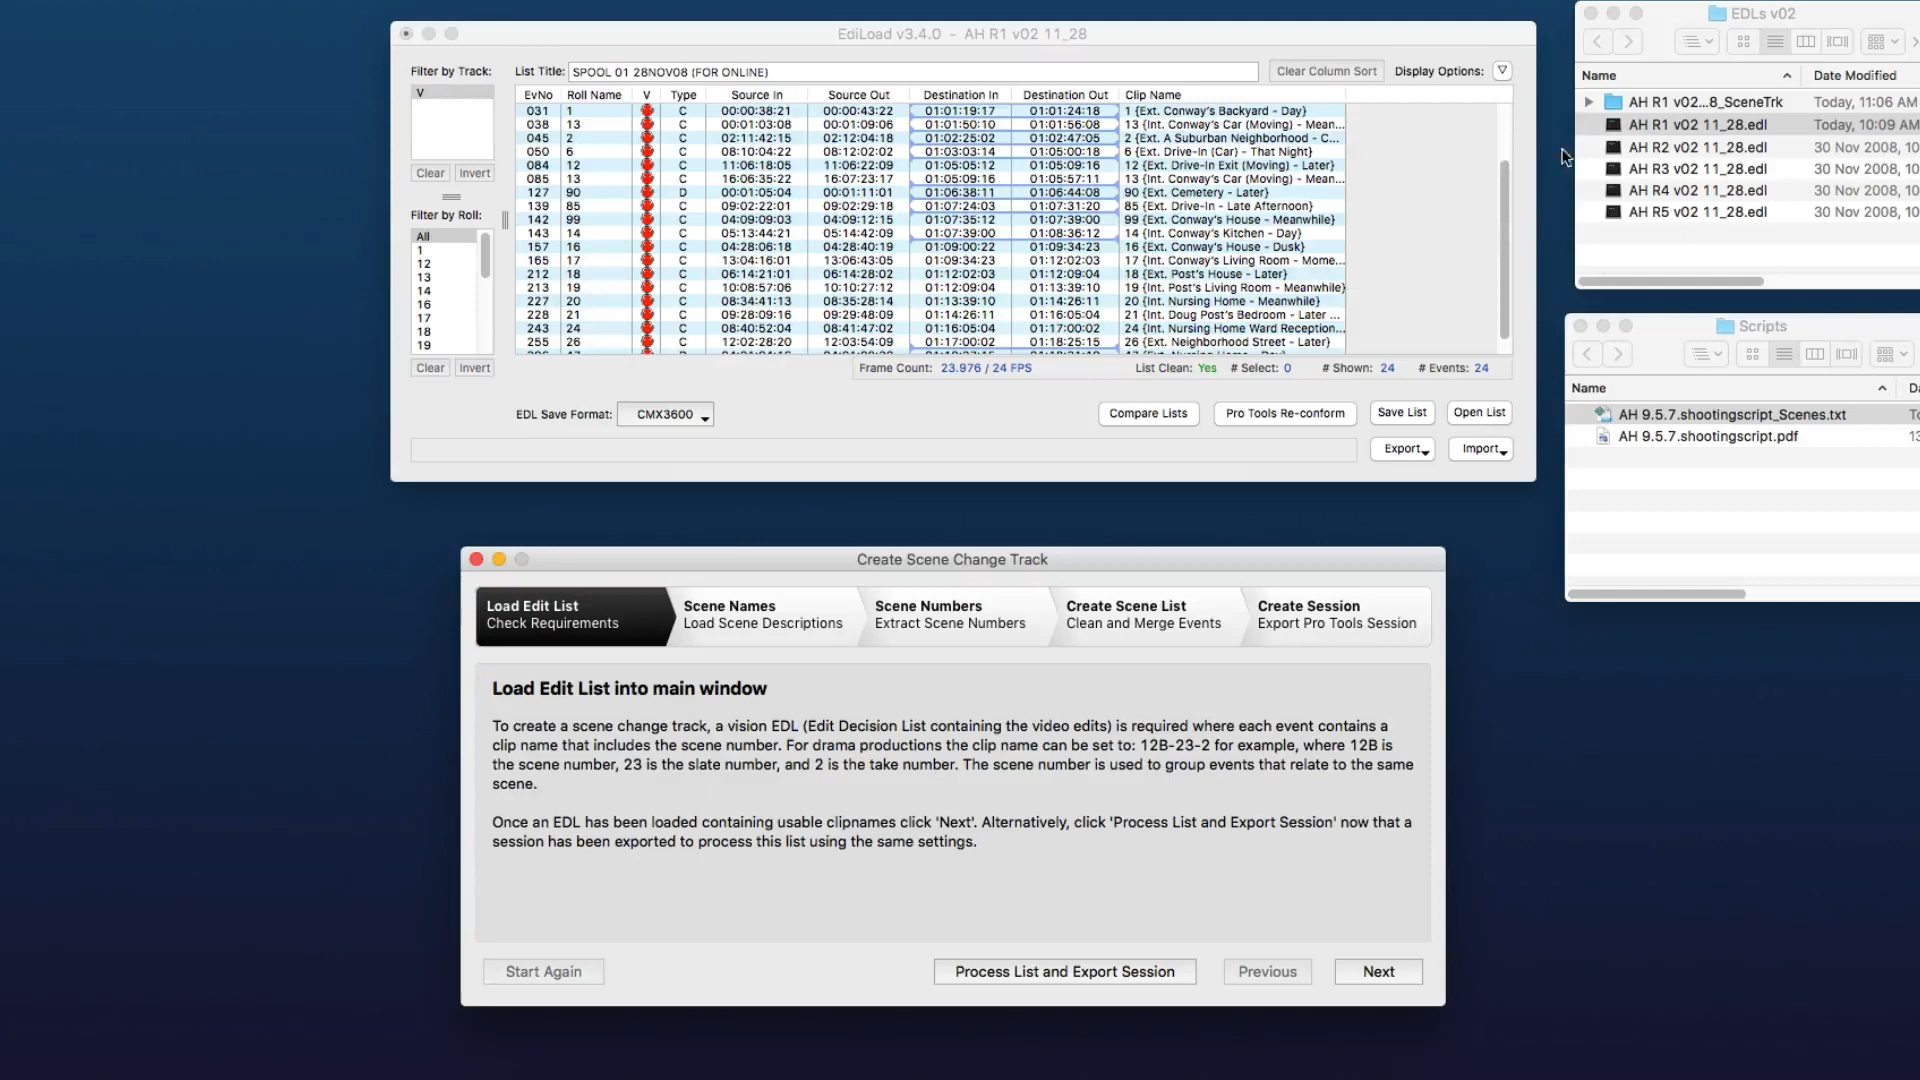 EdiLoad v3.4.0 - AH R1 v02 11_28
Filter by Track:
V
Clear Invert
Filter by Roll:
All
1
12
13
14
16
17
18
19
Clear Invert
List Title: SPOOL 01 28NOV08 (FOR ONLINE) Clear Column Sort Display Options:
EvNo Roll Name V Type Source In Source Out Destination In Destination Out Clip Name
031 1 C 00:00:38:21 00:00:43:22 01:01:19:17 01:01:24:18 1 {Ext. Conway's Backyard - Day}
038 13 C 00:01:03:08 00:01:09:06 01:01:50:10 01:01:56:08 13 {Int. Conway's Car (Moving) - Mean...
045 2 C 02:11:42:15 02:12:04:18 01:02:25:02 01:02:47:05 2 {Ext. A Suburban Neighborhood - C...
050 6 C 08:10:04:22 08:12:02:02 01:03:03:14 01:05:00:18 6 {Ext. Drive-In (Car) - That Night}
084 12 C 11:06:18:05 11:06:22:09 01:05:05:12 01:05:09:16 12 {Ext. Drive-In Exit (Moving) - Later}
085 13 C 16:06:35:22 16:07:23:17 01:05:09:16 01:05:57:11 13 {Int. Conway's Car (Moving) - Mean...
127 90 D 00:01:05:04 00:01:11:01 01:06:38:11 01:06:44:08 90 {Ext. Cemetery - Later}
139 85 C 09:02:22:01 09:02:29:18 01:07:24:03 01:07:31:20 85 {Ext. Drive-In - Late Afternoon}
142 99 C 04:09:09:03 04:09:12:15 01:07:35:12 01:07:39:00 99 {Ext. Conway's House - Meanwhile}
143 14 C 05:13:44:21 05:14:42:09 01:07:39:00 01:08:36:12 14 {Int. Conway's Kitchen - Day}
157 16 C 04:28:06:18 04:28:40:19 01:09:00:22 01:09:34:23 16 {Ext. Conway's House - Dusk}
165 17 C 13:04:16:01 13:06:43:05 01:09:34:23 01:12:02:03 17 {Int. Conway's Living Room - Mome...
212 18 C 06:14:21:01 06:14:28:02 01:12:02:03 01:12:09:04 18 {Ext. Post's House - Later}
213 19 C 10:08:57:06 10:10:27:12 01:12:09:04 01:13:39:10 19 {Int. Post's Living Room - Meanwhile}
227 20 C 08:34:41:13 08:35:28:14 01:13:39:10 01:14:26:11 20 {Int. Nursing Home - Meanwhile}
228 21 C 09:28:09:16 09:29:48:09 01:14:26:11 01:16:05:04 21 {Int. Doug Post's Bedroom - Later ...
243 24 C 08:40:52:04 08:41:47:02 01:16:05:04 01:17:00:02 24 {Int. Nursing Home Ward Reception...
255 26 C 12:02:28:20 12:03:54:09 01:17:00:02 01:18:25:15 26 {Ext. Neighborhood Street - Later}
Frame Count: 23.976 / 24 FPS List Clean: Yes # Select: 0 # Shown: 24 # Events: 24
EDL Save Format: CMX3600 Compare Lists Pro Tools Re-conform Save List Open List
Export Import
EDLs v02
Name Date Modified
AH R1 v02...8_SceneTrk Today, 11:06 AM
AH R1 v02 11_28.edl Today, 10:09 AM
AH R2 v02 11_28.edl 30 Nov 2008, 10
AH R3 v02 11_28.edl 30 Nov 2008, 10
AH R4 v02 11_28.edl 30 Nov 2008, 10
AH R5 v02 11_28.edl 30 Nov 2008, 10
Scripts
Name Da
AH 9.5.7.shootingscript_Scenes.txt To
AH 9.5.7.shootingscript.pdf 13
Create Scene Change Track
Load Edit List Scene Names Scene Numbers Create Scene List Create Session
Check Requirements Load Scene Descriptions Extract Scene Numbers Clean and Merge Events Export Pro Tools Session
Load Edit List into main window
To create a scene change track, a vision EDL (Edit Decision List containing the video edits) is required where each event contains a
clip name that includes the scene number. For drama productions the clip name can be set to: 12B-23-2 for example, where 12B is
the scene number, 23 is the slate number, and 2 is the take number. The scene number is used to group events that relate to the same
scene.
Once an EDL has been loaded containing usable clipnames click 'Next'. Alternatively, click 'Process List and Export Session' now that a
session has been exported to process this list using the same settings.
Start Again Process List and Export Session Previous Next